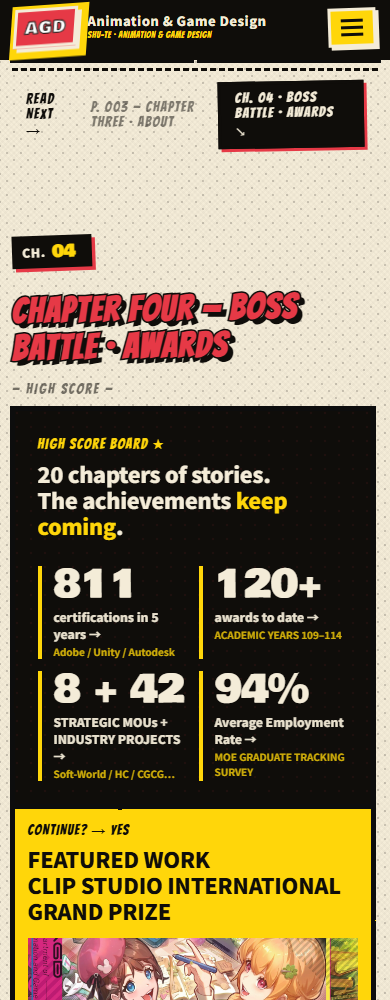 AGD
Animation & Game Design
SHU-TE · ANIMATION & GAME DESIGN
READ
NEXT
→
P. 003 — CHAPTER
THREE · ABOUT
CH. 04 · BOSS
BATTLE · AWARDS
↘
CH. 04
CHAPTER FOUR — BOSS
BATTLE · AWARDS
— HIGH SCORE —
HIGH SCORE BOARD ★
20 chapters of stories.
The achievements keep
coming.
811
certifications in 5
years →
Adobe / Unity / Autodesk
120+
awards to date →
ACADEMIC YEARS 109–114
8 + 42
STRATEGIC MOUs +
INDUSTRY PROJECTS
→
Soft-World / HC / CGCG...
94%
Average Employment
Rate →
MOE GRADUATE TRACKING
SURVEY
CONTINUE? → YES
FEATURED WORK
CLIP STUDIO INTERNATIONAL
GRAND PRIZE